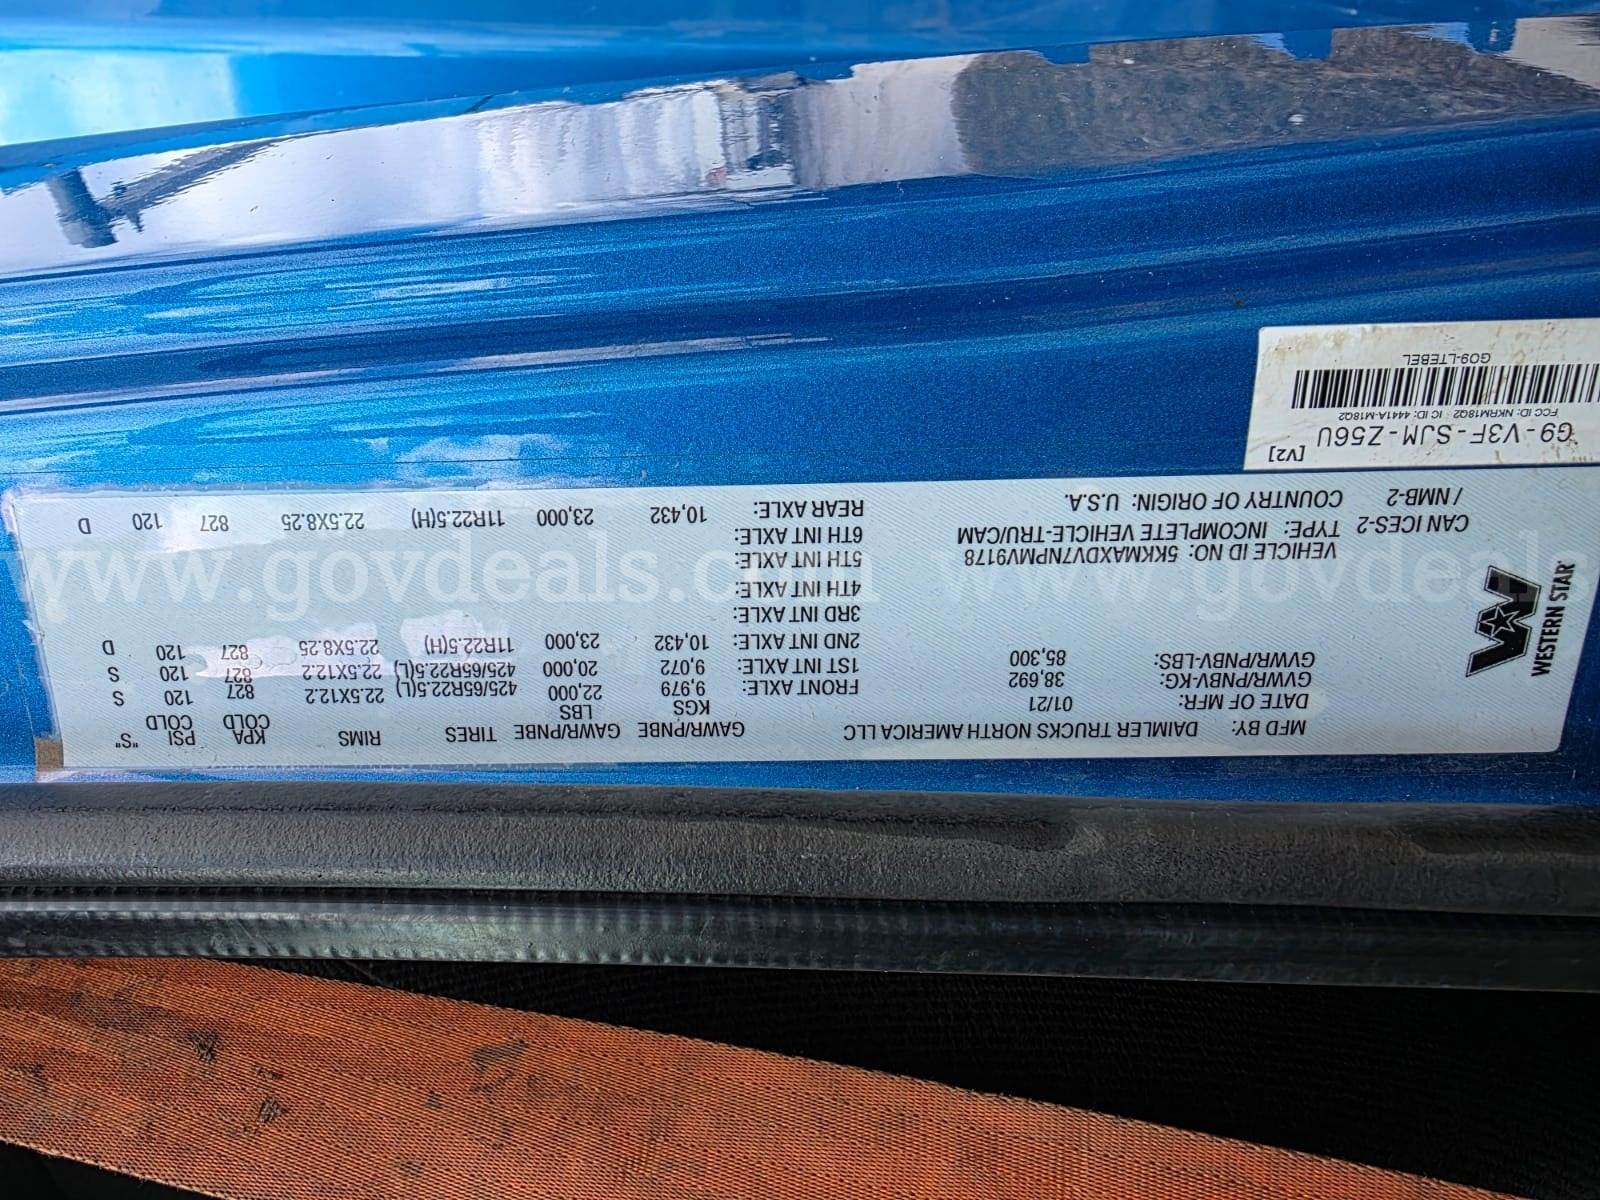 WESTERN STAR
MFD BY: DAIMLER TRUCKS NORTH AMERICA LLC
DATE OF MFR: 01/21
GVWR/PNBV-KG: 38,692
GVWR/PNBV-LBS: 85,300
VEHICLE ID NO: 5KKMAXDV7NPMV9178
TYPE: INCOMPLETE VEHICLE-TRU/CAM
COUNTRY OF ORIGIN: U.S.A.
CAN ICES-2
/ NMB-2
GAWR/PNBE KGS GAWR/PNBE LBS TIRES RIMS KPA COLD PSI COLD "S"
FRONT AXLE: 9,979 22,000 425/65R22.5(L) 22.5X12.2 827 120 S
1ST INT AXLE: 9,072 20,000 425/65R22.5(L) 22.5X12.2 827 120 S
2ND INT AXLE: 10,432 23,000 11R22.5(H) 22.5X8.25 827 120 D
3RD INT AXLE:
4TH INT AXLE:
5TH INT AXLE:
6TH INT AXLE:
REAR AXLE: 10,432 23,000 11R22.5(H) 22.5X8.25 827 120 D
[V2]
G9-V3F-SJM-Z56U
FCC ID: NKRM18Q2 IC ID: 4441A-M18Q2
GO9-LTEBEL
www.govdeals.com www.govdeals